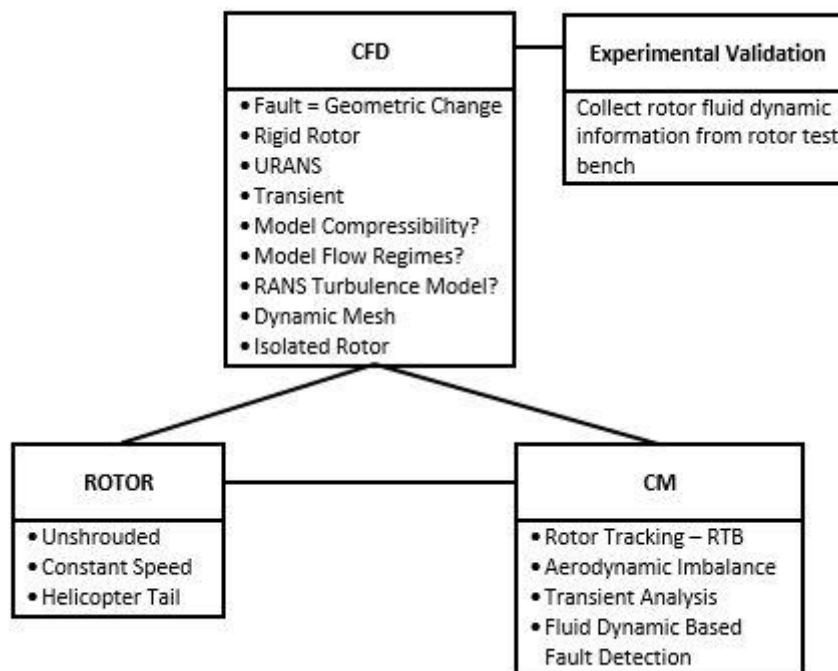 CFD
• Fault = Geometric Change
• Rigid Rotor
• URANS
• Transient
• Model Compressibility?
• Model Flow Regimes?
• RANS Turbulence Model?
• Dynamic Mesh
• Isolated Rotor
Experimental Validation
Collect rotor fluid dynamic
information from rotor test
bench
ROTOR
• Unshrouded
• Constant Speed
• Helicopter Tail
CM
• Rotor Tracking – RTB
• Aerodynamic Imbalance
• Transient Analysis
• Fluid Dynamic Based
Fault Detection